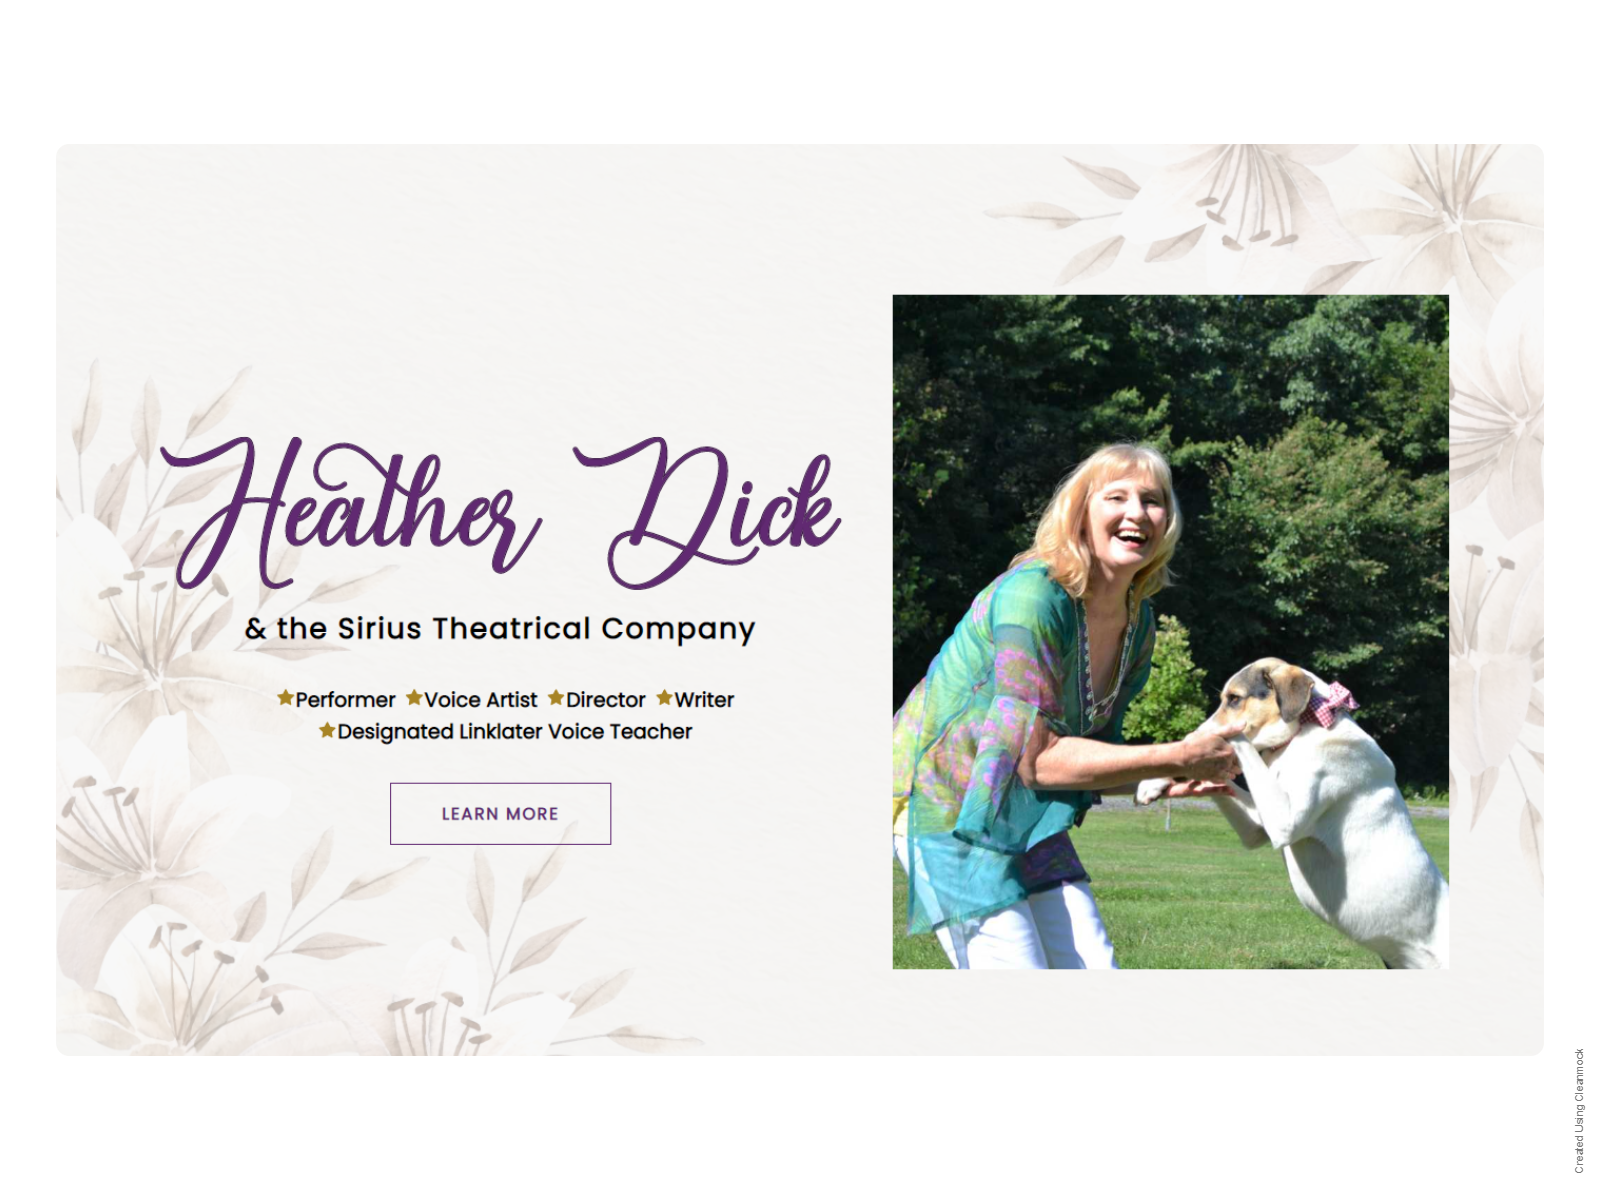 Heather Dick
& the Sirius Theatrical Company
★Performer ★Voice Artist ★Director ★Writer
★Designated Linklater Voice Teacher
LEARN MORE
Created Using Cleanmock